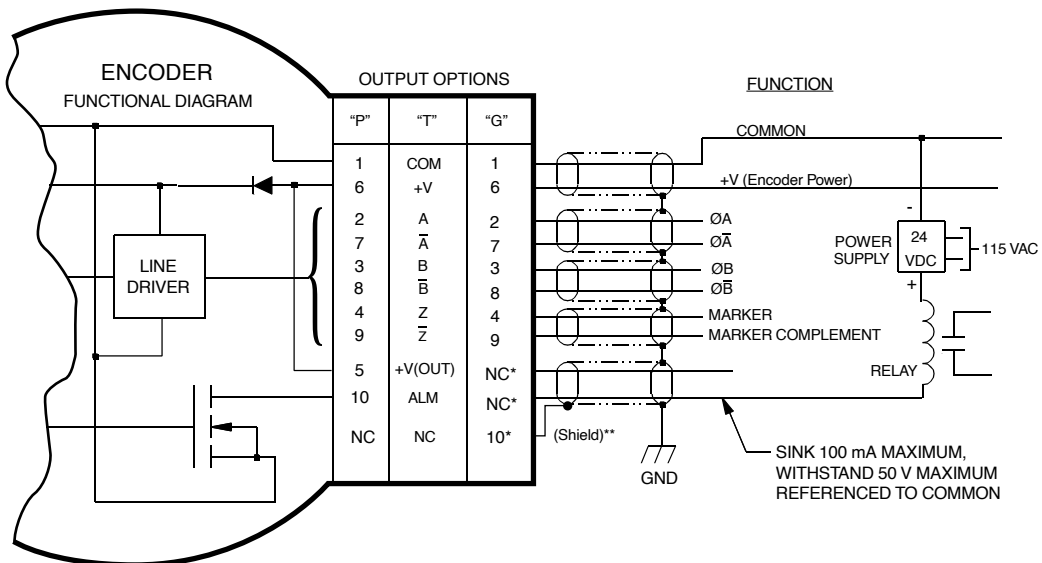 ENCODER
FUNCTIONAL DIAGRAM
OUTPUT OPTIONS
FUNCTION
"P" "T" "G"
1 COM 1
6 +V 6
2 A 2
7 A̅ 7
3 B 3
8 B̅ 8
4 Z 4
9 Z̅ 9
5 +V(OUT) NC*
10 ALM NC*
NC NC 10*
LINE
DRIVER
COMMON
+V (Encoder Power)
ØA
ØA̅
ØB
ØB̅
MARKER
MARKER COMPLEMENT
(Shield)**
GND
-
POWER
SUPPLY
24
VDC
+
115 VAC
RELAY
SINK 100 mA MAXIMUM,
WITHSTAND 50 V MAXIMUM
REFERENCED TO COMMON